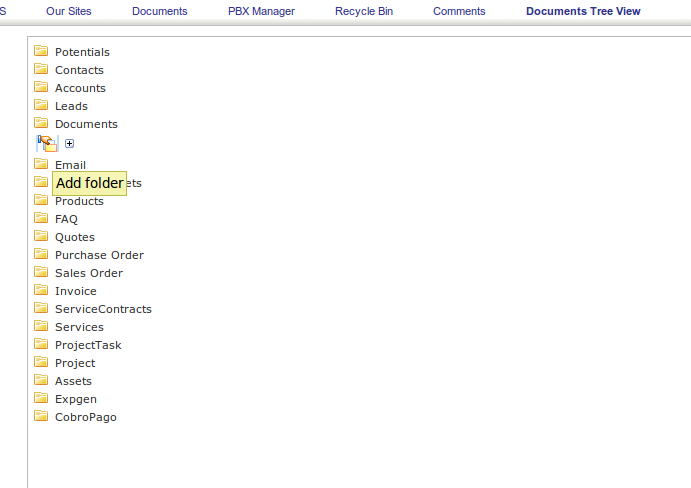 S Our Sites Documents PBX Manager Recycle Bin Comments Documents Tree View
Potentials
Contacts
Accounts
Leads
Documents
Email
Add folder ets
Products
FAQ
Quotes
Purchase Order
Sales Order
Invoice
ServiceContracts
Services
ProjectTask
Project
Assets
Expgen
CobroPago